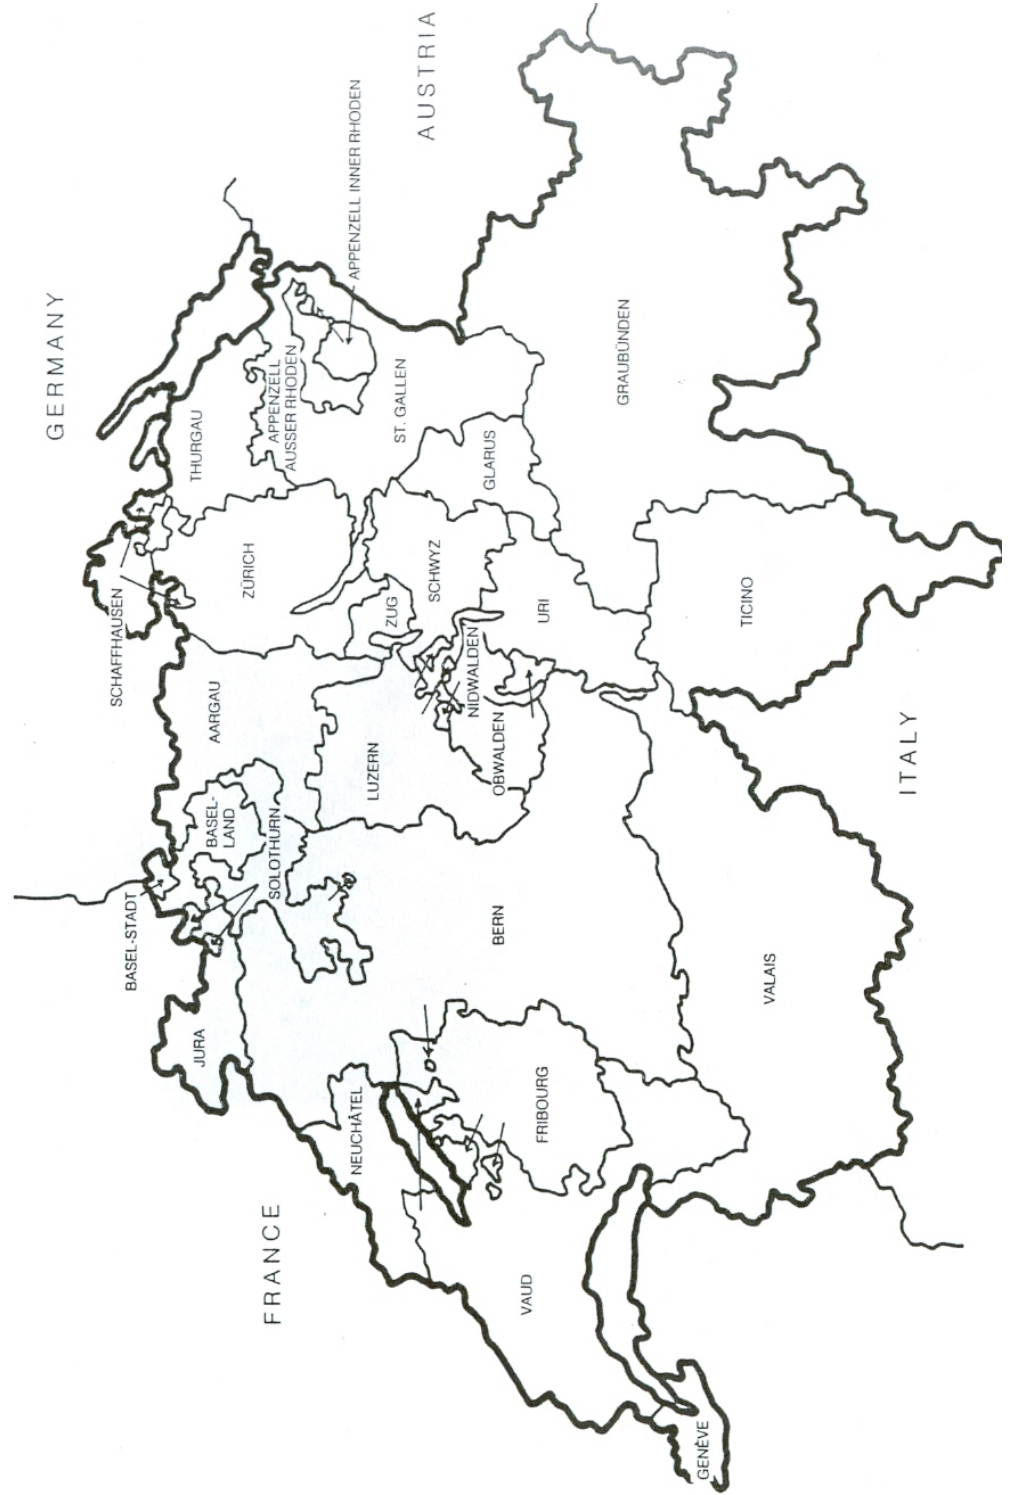 GERMANY
AUSTRIA
FRANCE
ITALY
SCHAFFHAUSEN
BASEL-STADT
THURGAU
JURA
AARGAU
BASEL-
LAND
ZÜRICH
SOLOTHURN
APPENZELL
AUSSER RHODEN
APPENZELL INNER RHODEN
ST. GALLEN
NEUCHÂTEL
LUZERN
ZUG
SCHWYZ
GLARUS
NIDWALDEN
OBWALDEN
BERN
URI
FRIBOURG
VAUD
GRAUBÜNDEN
TICINO
VALAIS
GENÈVE